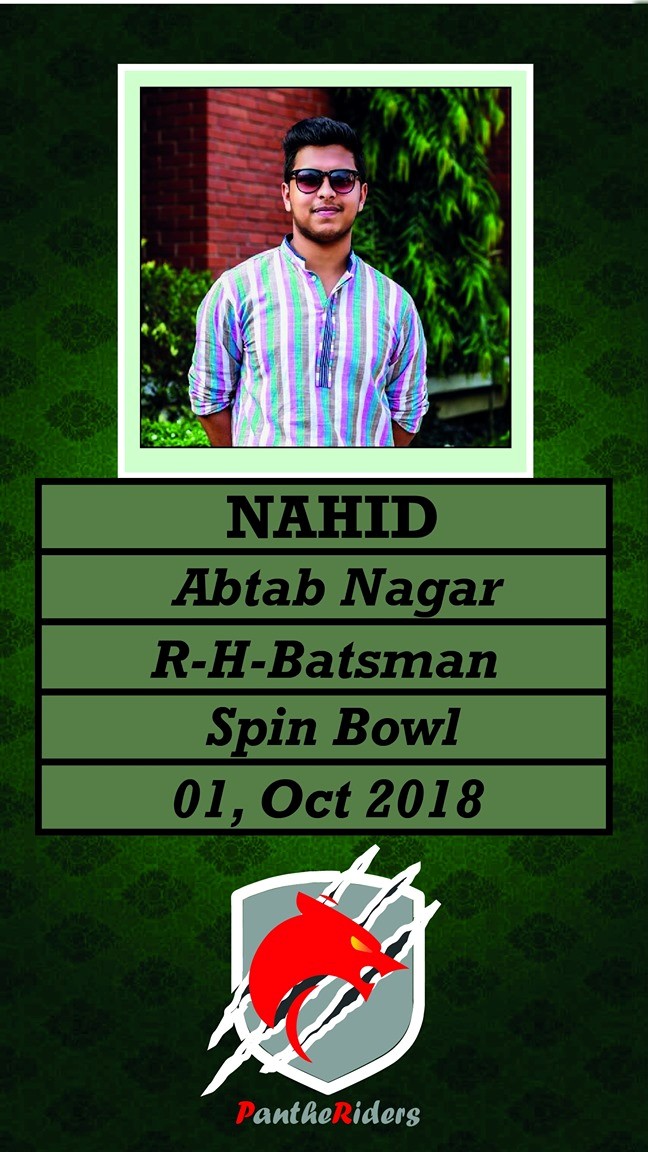 NAHID
Abtab Nagar
R-H-Batsman
Spin Bowl
01, Oct 2018
PantheRiders